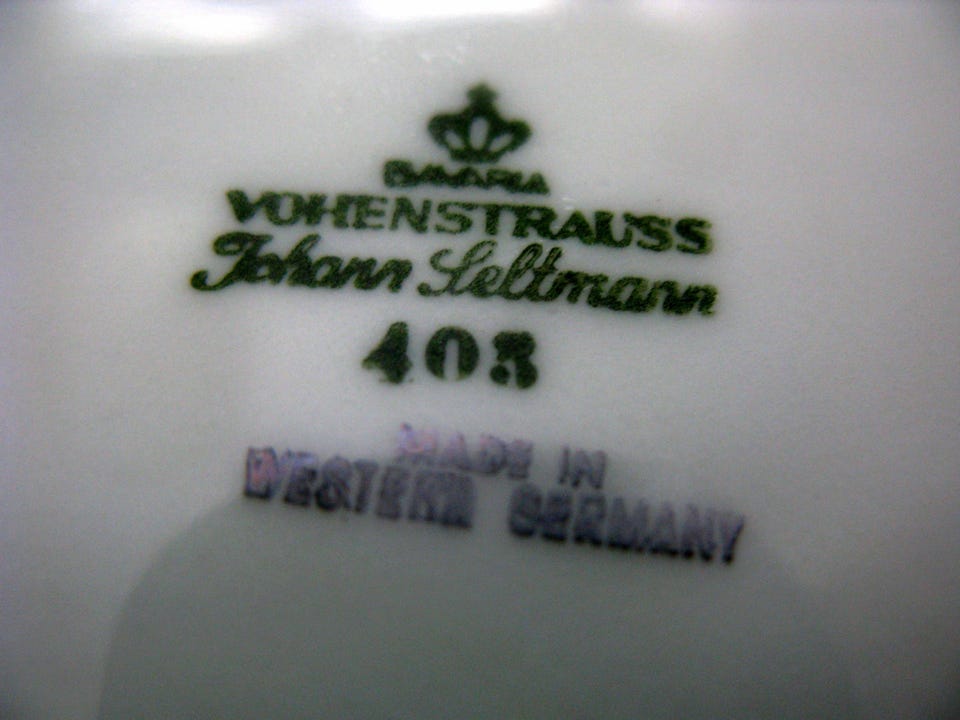 BAVARIA
VOHENSTRAUSS
Johann Seltmann
403
MADE IN
WESTERN GERMANY